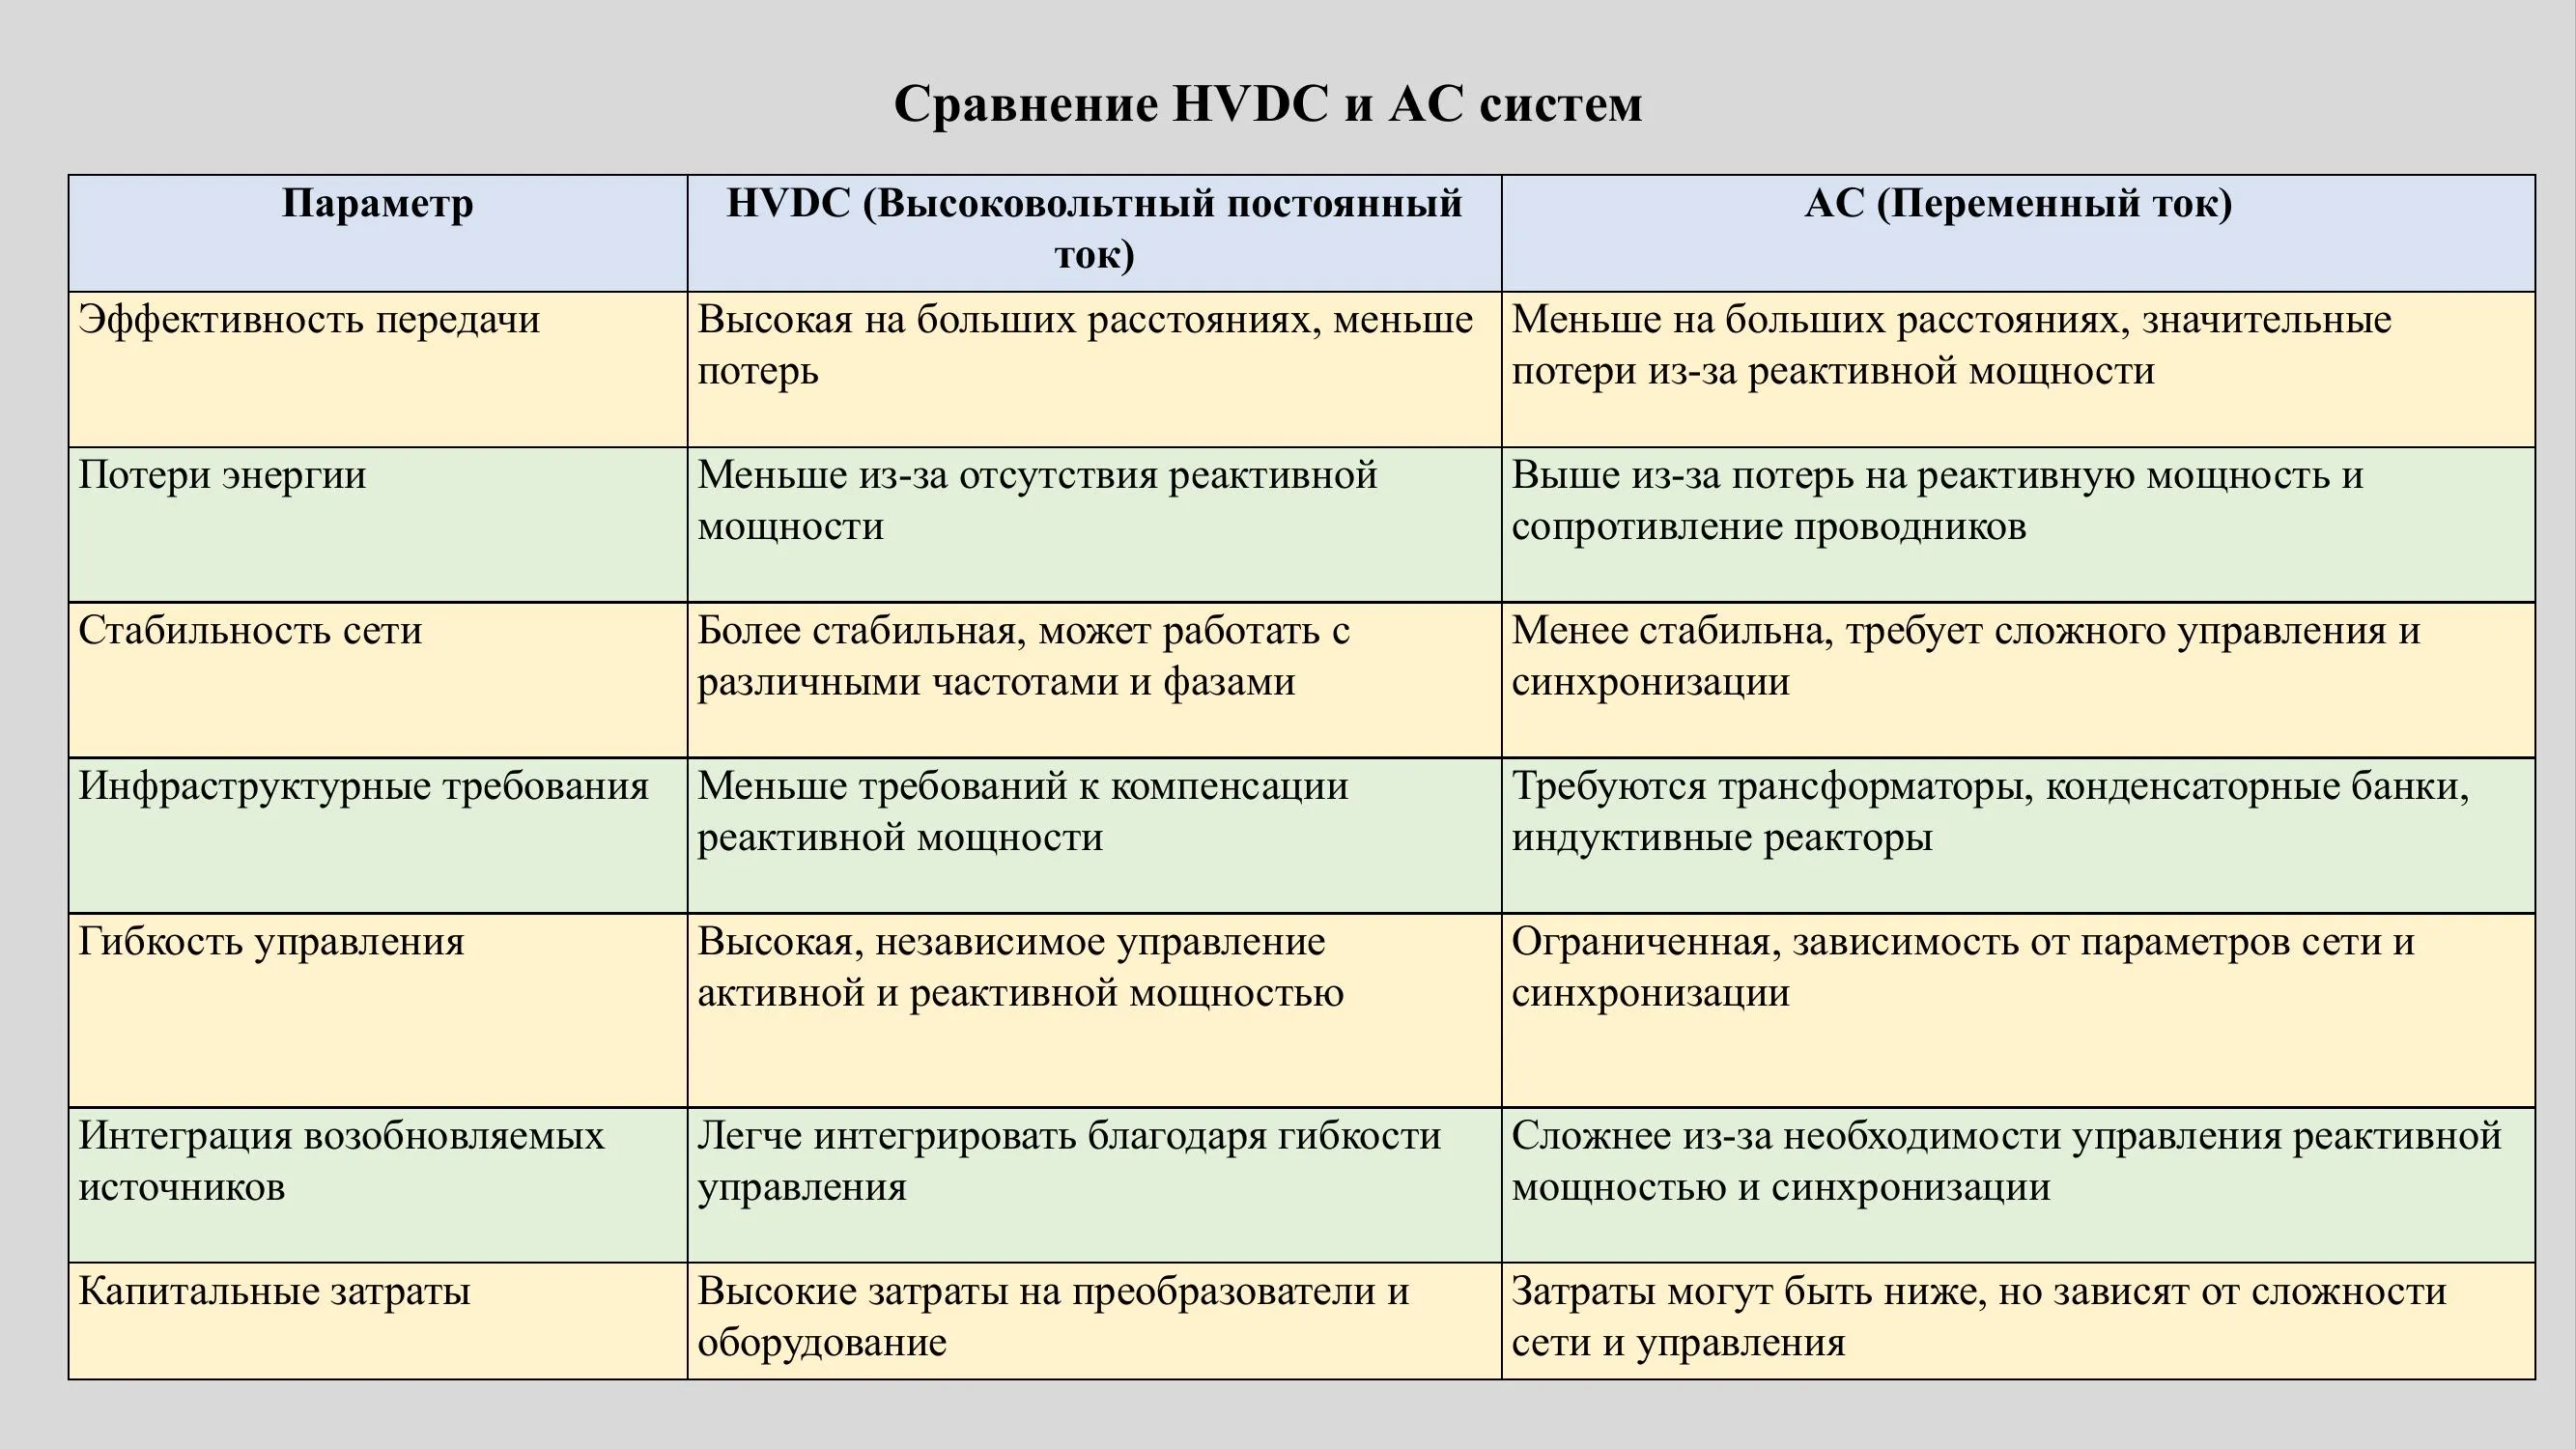 Сравнение HVDC и AC систем
Параметр
HVDC (Высоковольтный постоянный
ток)
AC (Переменный ток)
Эффективность передачи
Высокая на больших расстояниях, меньше
потерь
Меньше на больших расстояниях, значительные
потери из-за реактивной мощности
Потери энергии
Меньше из-за отсутствия реактивной
мощности
Выше из-за потерь на реактивную мощность и
сопротивление проводников
Стабильность сети
Более стабильная, может работать с
различными частотами и фазами
Менее стабильна, требует сложного управления и
синхронизации
Инфраструктурные требования
Меньше требований к компенсации
реактивной мощности
Требуются трансформаторы, конденсаторные банки,
индуктивные реакторы
Гибкость управления
Высокая, независимое управление
активной и реактивной мощностью
Ограниченная, зависимость от параметров сети и
синхронизации
Интеграция возобновляемых
источников
Легче интегрировать благодаря гибкости
управления
Сложнее из-за необходимости управления реактивной
мощностью и синхронизации
Капитальные затраты
Высокие затраты на преобразователи и
оборудование
Затраты могут быть ниже, но зависят от сложности
сети и управления